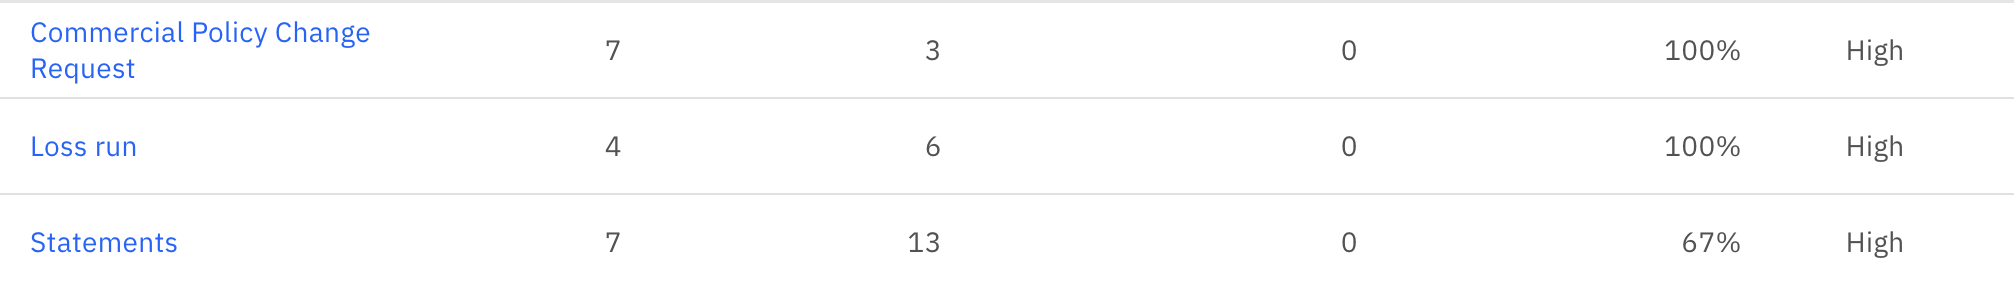 Commercial Policy Change
Request 7 3 0 100% High
Loss run 4 6 0 100% High
Statements 7 13 0 67% High